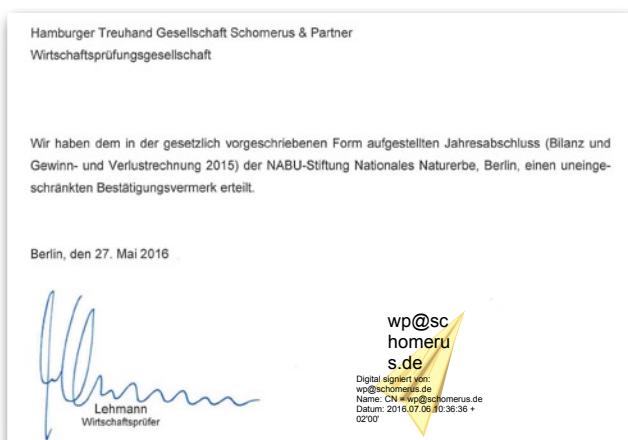 Hamburger Treuhand Gesellschaft Schomerus & Partner
Wirtschaftsprüfungsgesellschaft
Wir haben dem in der gesetzlich vorgeschriebenen Form aufgestellten Jahresabschluss (Bilanz und
Gewinn- und Verlustrechnung 2015) der NABU-Stiftung Nationales Naturerbe, Berlin, einen uneinge-
schränkten Bestätigungsvermerk erteilt.
Berlin, den 27. Mai 2016
Lehmann
Wirtschaftsprüfer
wp@sc
homeru
s.de
Digital signiert von:
wp@schomerus.de
Name: CN = wp@schomerus.de
Datum: 2016.07.06 10:36:36 +
02'00'